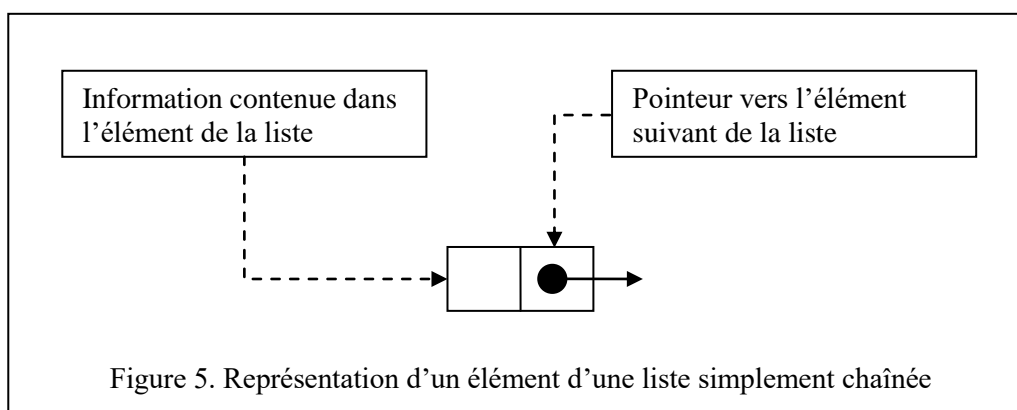 Information contenue dans
l’élément de la liste
Pointeur vers l’élément
suivant de la liste
Figure 5. Représentation d’un élément d’une liste simplement chaînée